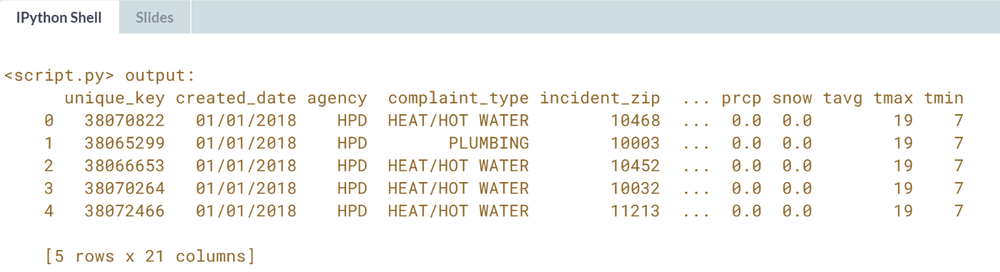 IPython Shell Slides
<script.py> output:
unique_key created_date agency complaint_type incident_zip ... prcp snow tavg tmax tmin
0 38070822 01/01/2018 HPD HEAT/HOT WATER 10468 ... 0.0 0.0 19 7
1 38065299 01/01/2018 HPD PLUMBING 10003 ... 0.0 0.0 19 7
2 38066653 01/01/2018 HPD HEAT/HOT WATER 10452 ... 0.0 0.0 19 7
3 38070264 01/01/2018 HPD HEAT/HOT WATER 10032 ... 0.0 0.0 19 7
4 38072466 01/01/2018 HPD HEAT/HOT WATER 11213 ... 0.0 0.0 19 7
[5 rows x 21 columns]